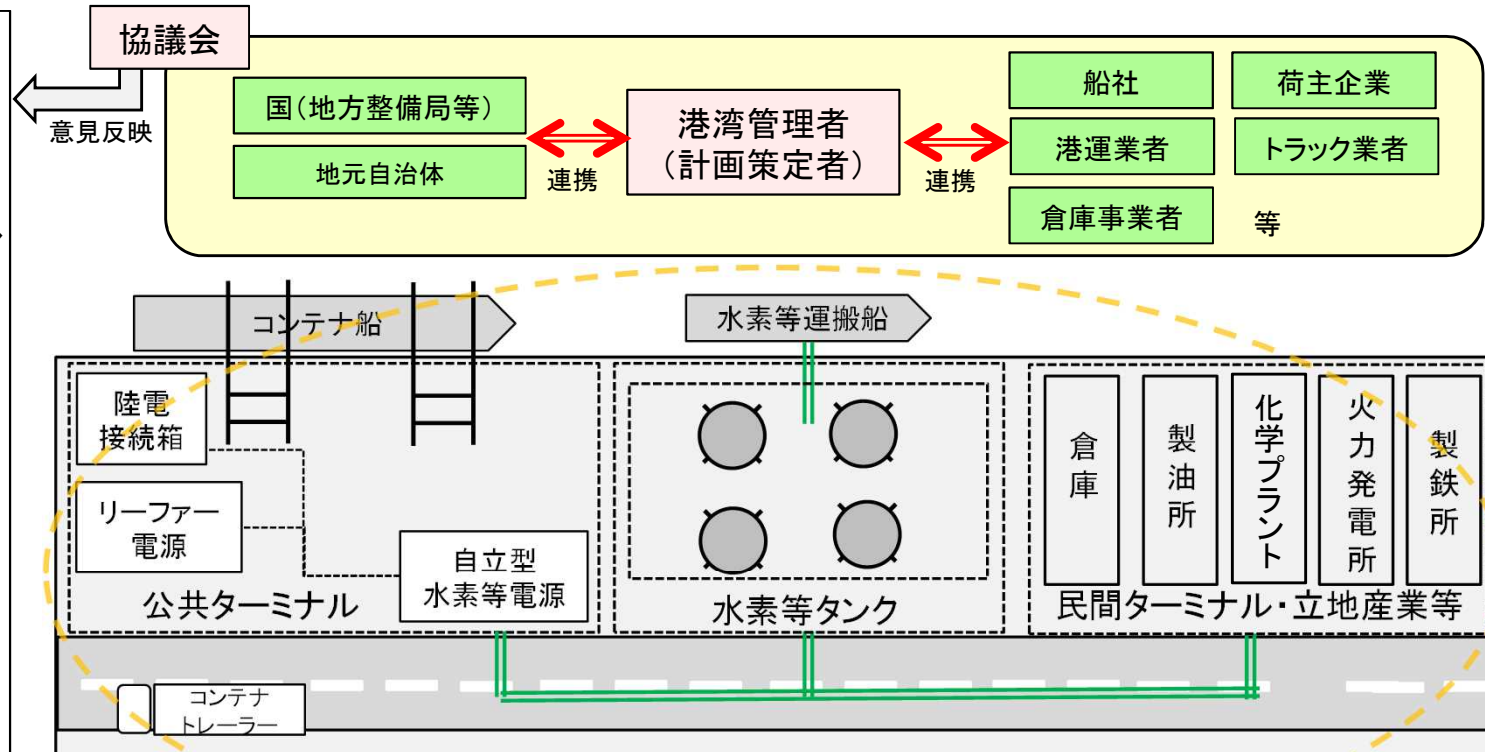 協議会
意見反映
国(地方整備局等)
地元自治体
連携
港湾管理者
(計画策定者)
連携
船社
荷主企業
港運業者
トラック業者
倉庫事業者
等
コンテナ船
水素等運搬船
陸電
接続箱
リーファー
電源
自立型
水素等電源
公共ターミナル
水素等タンク
倉庫
製油所
化学プラント
火力発電所
製鉄所
民間ターミナル・立地産業等
コンテナ
トレーラー